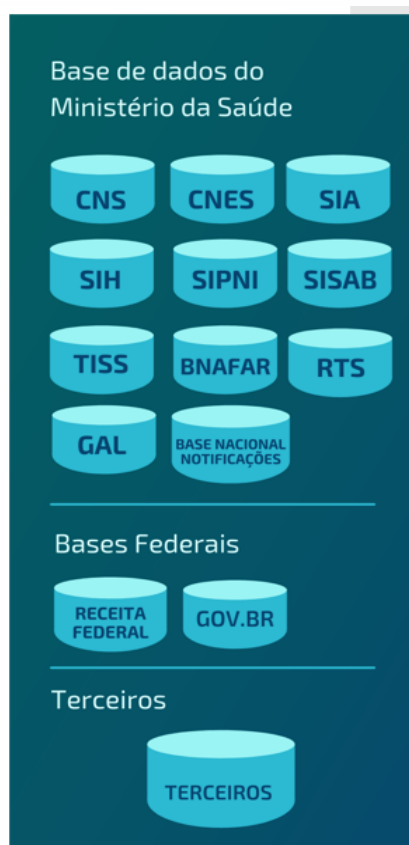 Base de dados do
Ministério da Saúde
CNS
CNES
SIA
SIH
SIPNI
SISAB
TISS
BNAFAR
RTS
GAL
BASE NACIONAL
NOTIFICAÇÕES
Bases Federais
RECEITA
FEDERAL
GOV.BR
Terceiros
TERCEIROS